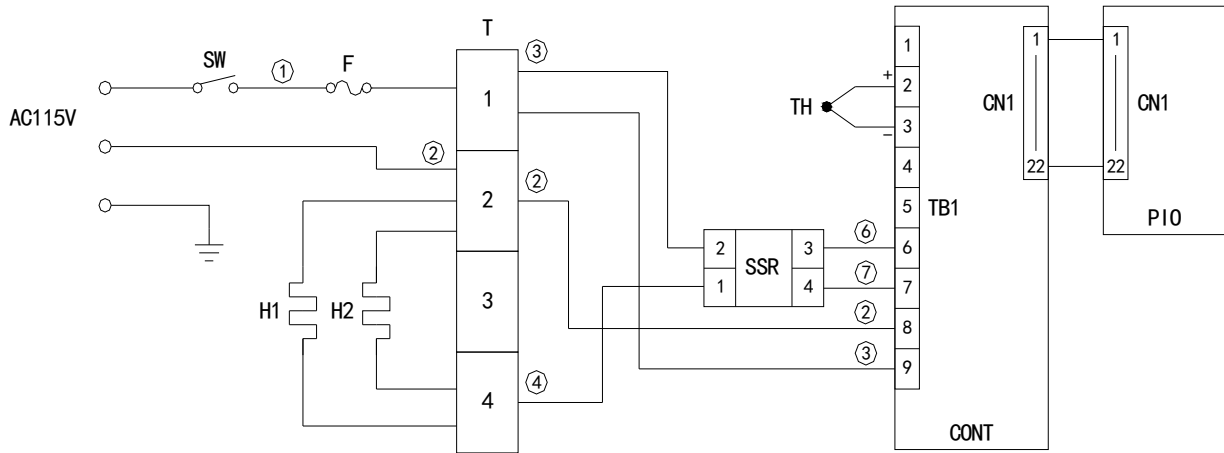 T
SW
①
F
③
1
AC115V
②
2
②
3
4
④
H1
H2
2
1
SSR
3
4
⑥
⑦
②
③
TH
+
−
1
2
3
4
5
6
7
8
9
TB1
CONT
1
CN1
22
1
CN1
22
PIO